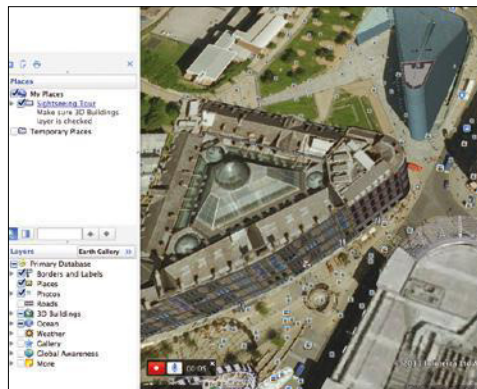 Places
My Places
Sightseeing Tour
Make sure 3D Buildings
layer is checked
Temporary Places
Layers
Earth Gallery »
Primary Database
Borders and Labels
Places
Photos
Roads
3D Buildings
Ocean
Weather
Gallery
Global Awareness
More
00:05